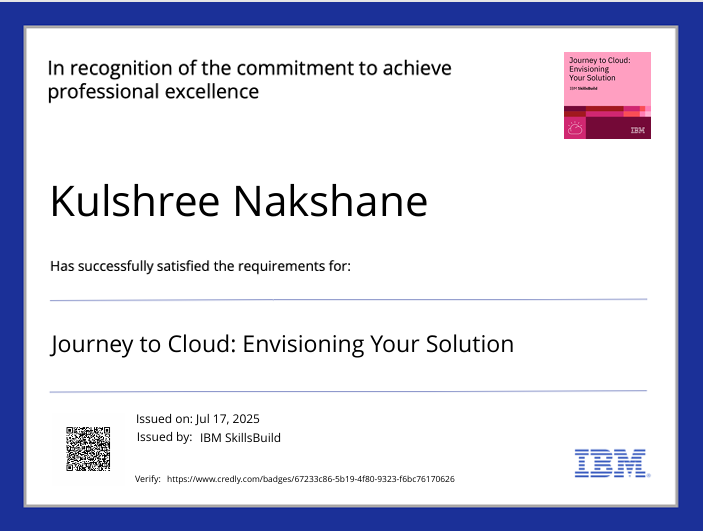 In recognition of the commitment to achieve
professional excellence
Journey to Cloud:
Envisioning
Your Solution
IBM SkillsBuild
IBM
Kulshree Nakshane
Has successfully satisfied the requirements for:
Journey to Cloud: Envisioning Your Solution
Issued on: Jul 17, 2025
Issued by: IBM SkillsBuild
IBM®
Verify: https://www.credly.com/badges/67233c86-5b19-4f80-9323-f6bc76170626